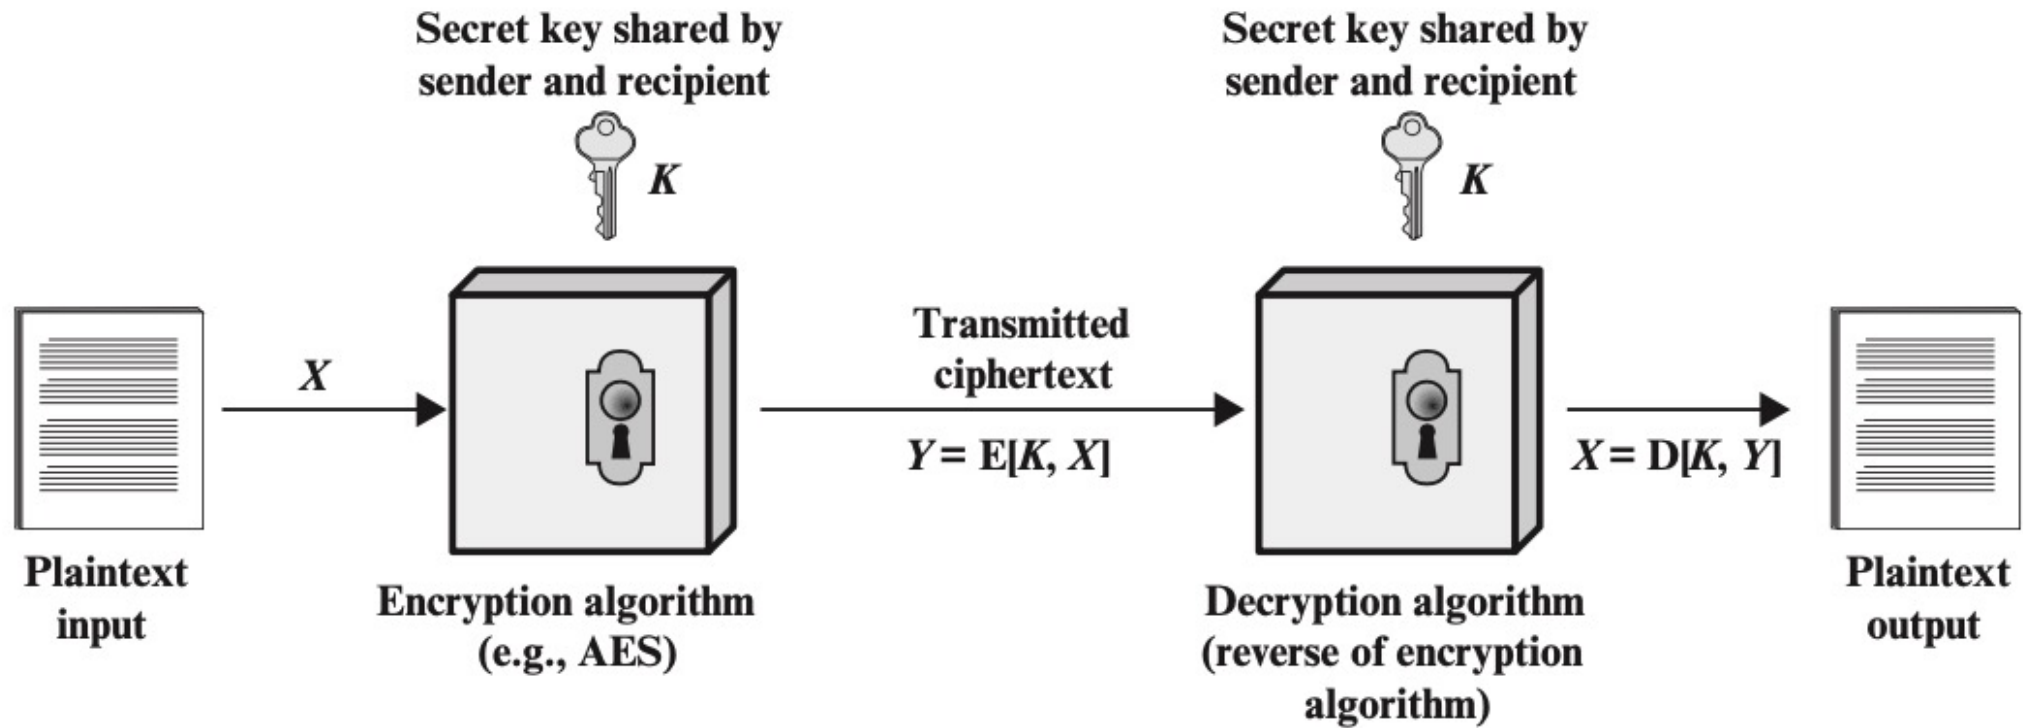 Secret key shared by
sender and recipient
K
Secret key shared by
sender and recipient
K
X
Transmitted
ciphertext
Y = E[K, X]
X = D[K, Y]
Plaintext
input
Encryption algorithm
(e.g., AES)
Decryption algorithm
(reverse of encryption
algorithm)
Plaintext
output